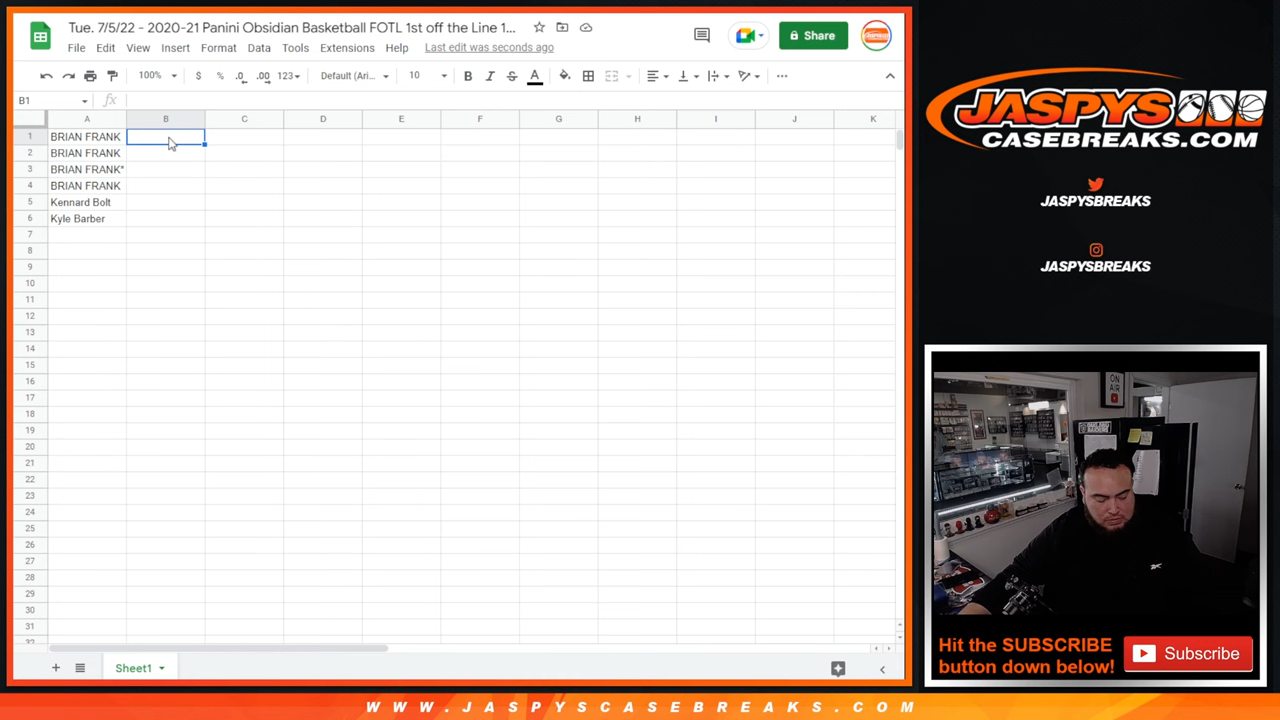 Tue. 7/5/22 - 2020-21 Panini Obsidian Basketball FOTL 1st off the Line 1...
File Edit View Insert Format Data Tools Extensions Help Last edit was seconds ago
Share
100% $ % .0 .00 123 Default (Ari... 10 B I S A
B1 fx
A B C D E F G H I J K
1 BRIAN FRANK
2 BRIAN FRANK
3 BRIAN FRANK*
4 BRIAN FRANK
5 Kennard Bolt
6 Kyle Barber
7
8
9
10
11
12
13
14
15
16
17
18
19
20
21
22
23
24
25
26
27
28
29
30
31
32
Sheet1
JASPYS
CASEBREAKS.COM
JASPYSBREAKS
JASPYSBREAKS
ON
AIR
Hit the SUBSCRIBE
button down below!
Subscribe
WWW.JASPYSCASEBREAKS.COM